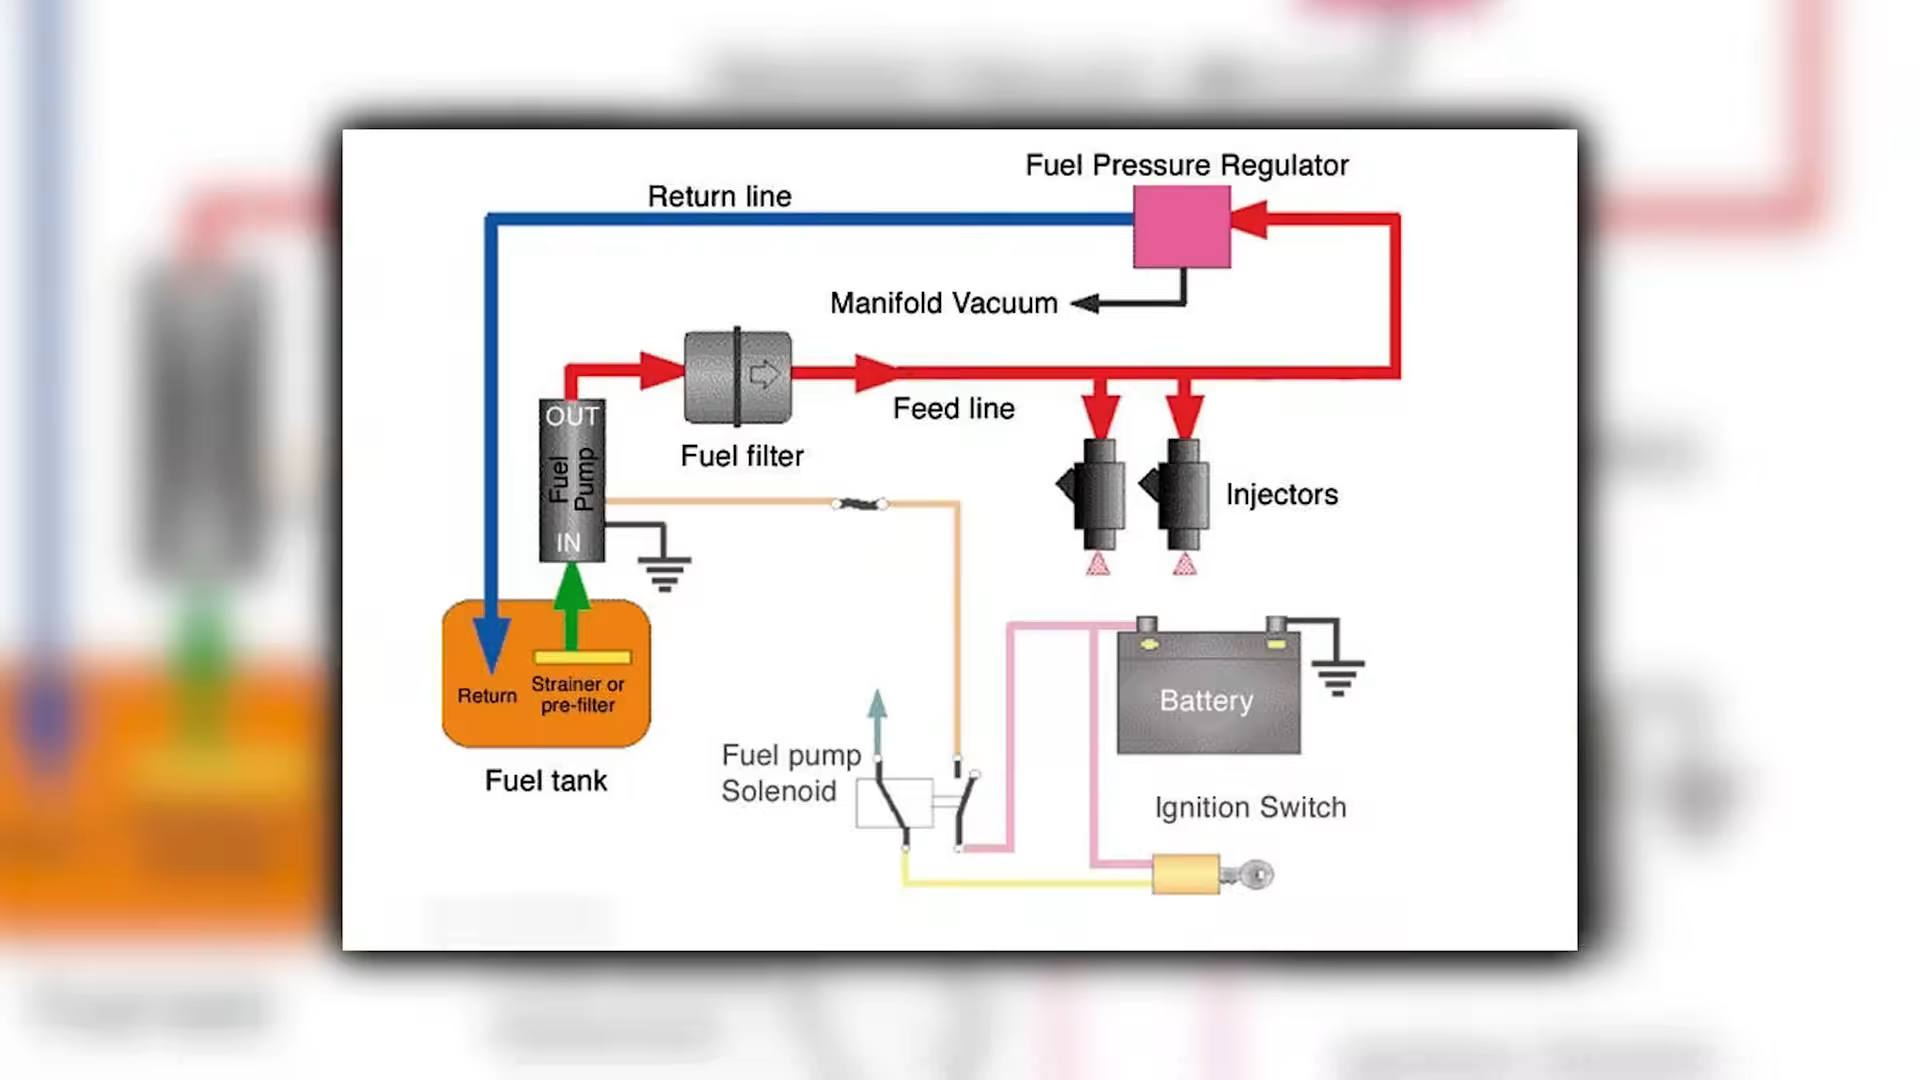 Fuel Pressure Regulator
Return line
Manifold Vacuum
OUT
Fuel
Pump
IN
Feed line
Fuel filter
Injectors
Return
Strainer or
pre-filter
Fuel tank
Battery
Fuel pump
Solenoid
Ignition Switch